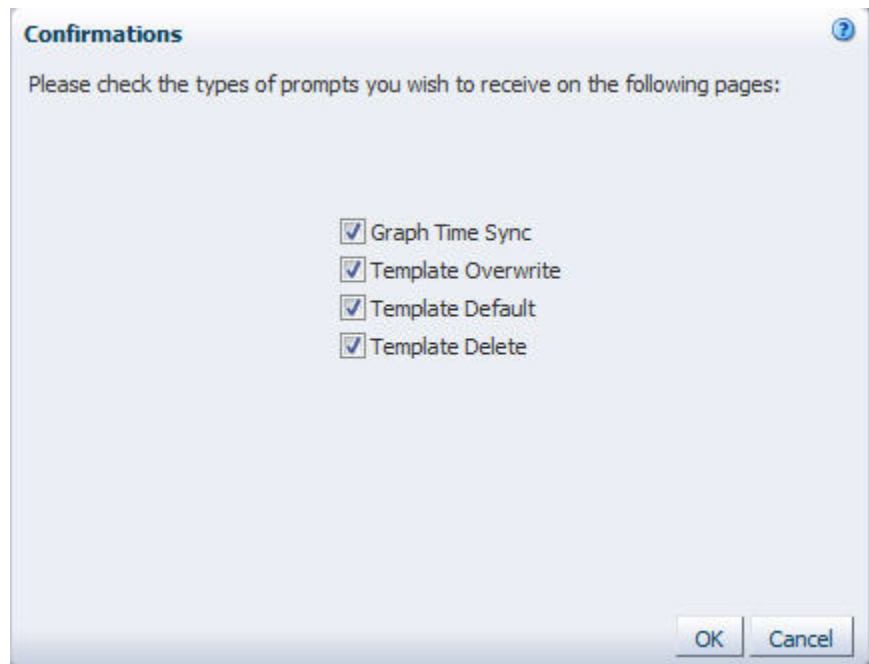 Confirmations
Please check the types of prompts you wish to receive on the following pages:
Graph Time Sync
Template Overwrite
Template Default
Template Delete
OK Cancel